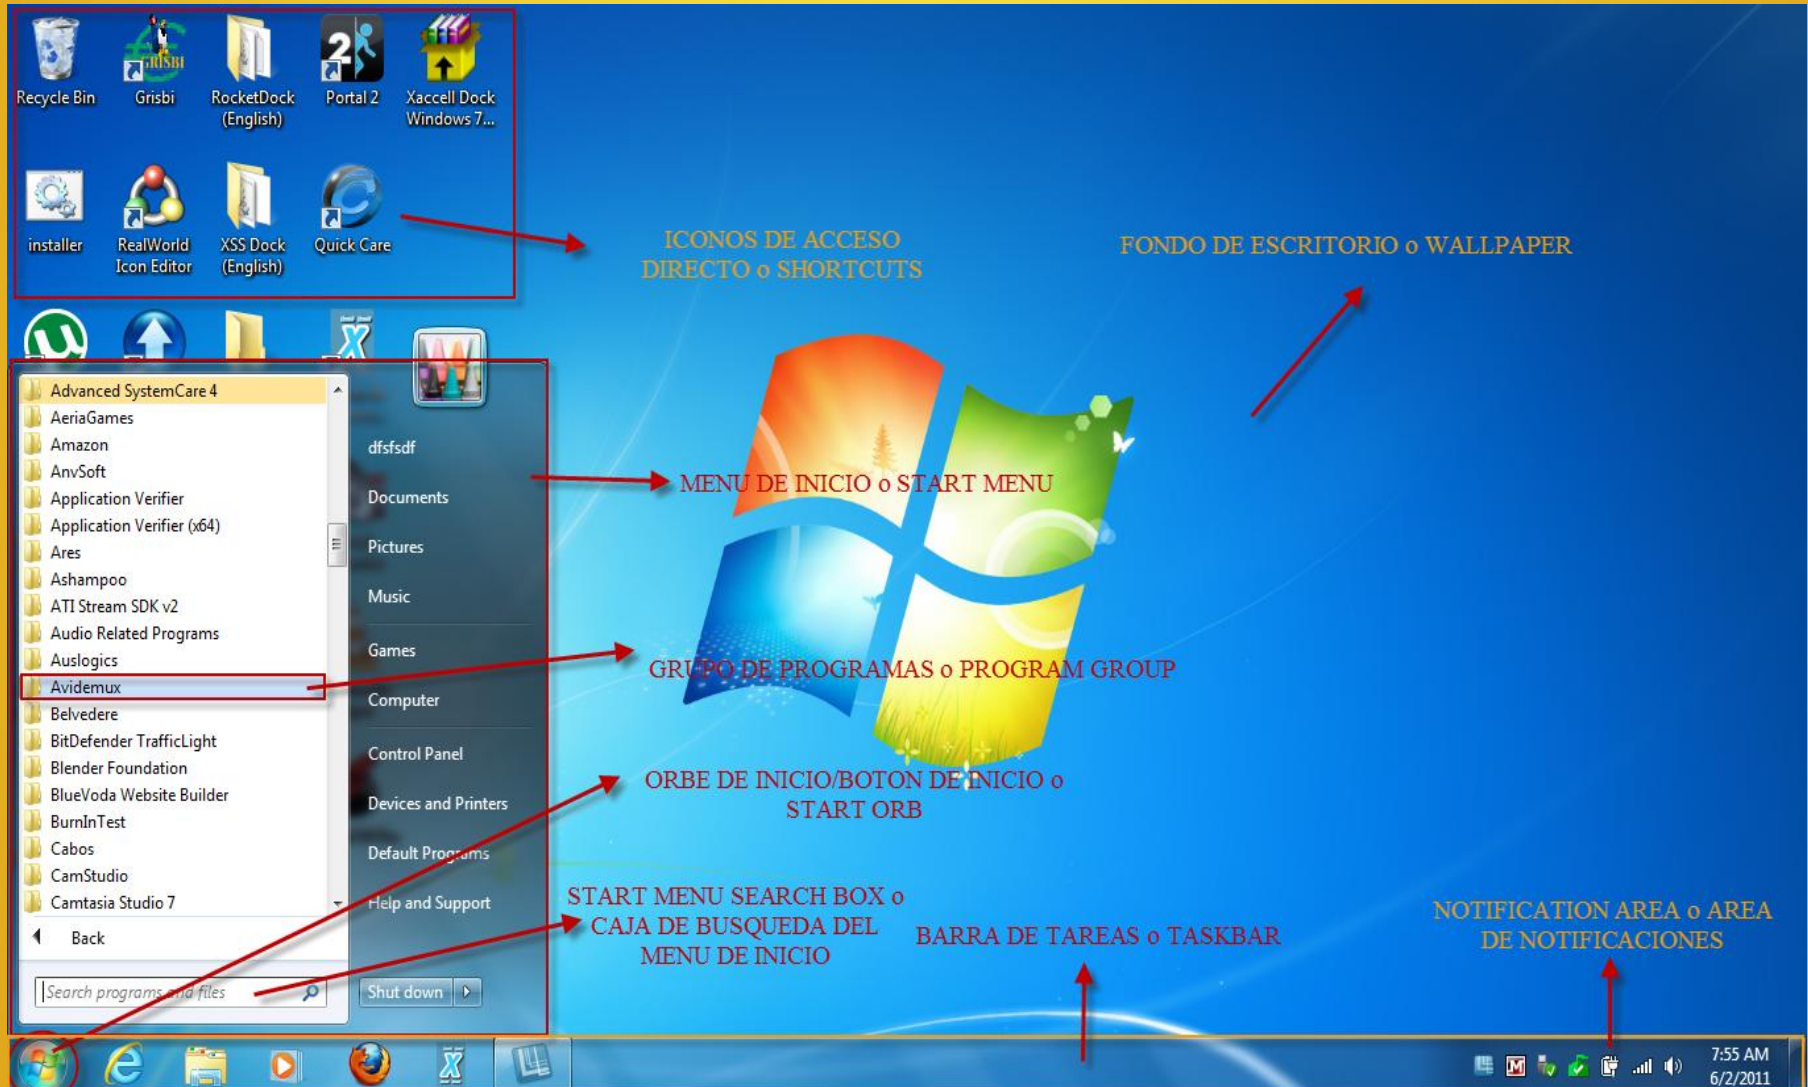 Recycle Bin
Grisbi
RocketDock
(English)
Portal 2
Xaccell Dock
Windows 7...
installer
RealWorld
Icon Editor
XSS Dock
(English)
Quick Care
ICONOS DE ACCESO
DIRECTO o SHORTCUTS
FONDO DE ESCRITORIO o WALLPAPER
Advanced SystemCare 4
AeriaGames
Amazon
AnvSoft
Application Verifier
Application Verifier (x64)
Ares
Ashampoo
ATI Stream SDK v2
Audio Related Programs
Auslogics
Avidemux
Belvedere
BitDefender TrafficLight
Blender Foundation
BlueVoda Website Builder
BurnInTest
Cabos
CamStudio
Camtasia Studio 7
Back
Search programs and files
dfsfsdf
Documents
Pictures
Music
Games
Computer
Control Panel
Devices and Printers
Default Programs
Help and Support
Shut down
MENU DE INICIO o START MENU
GRUPO DE PROGRAMAS o PROGRAM GROUP
ORBE DE INICIO/BOTON DE INICIO o
START ORB
START MENU SEARCH BOX o
CAJA DE BUSQUEDA DEL
MENU DE INICIO
BARRA DE TAREAS o TASKBAR
NOTIFICATION AREA o AREA
DE NOTIFICACIONES
7:55 AM
6/2/2011